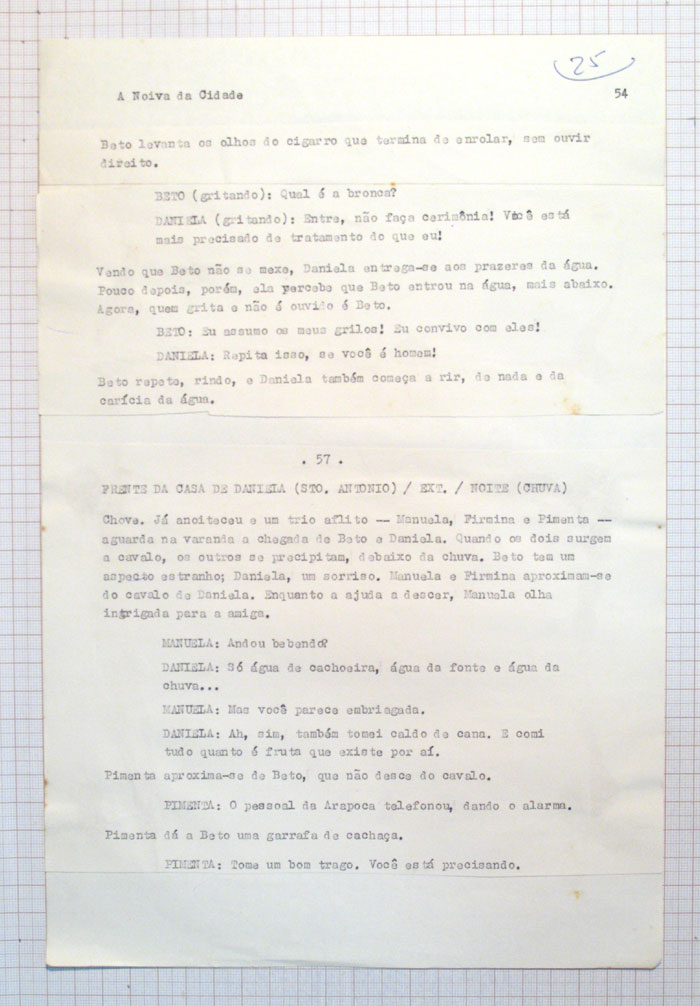 25
A Noiva da Cidade 54
Beto levanta os olhos do cigarro que termina de enrolar, sem ouvir
direito.
BETO (gritando): Qual é a bronca?
DANIELA (gritando): Entre, não faça cerimônia! Você está
mais precisado de tratamento do que eu!
Vendo que Beto não se mexe, Daniela entrega-se aos prazeres da água.
Pouco depois, porém, ela percebe que Beto entrou na água, mais abaixo.
Agora, quem grita e não é ouvido é Beto.
BETO: Eu assumo os meus grilos! Eu convivo com eles!
DANIELA: Repita isso, se você é homem!
Beto repete, rindo, e Daniela também começa a rir, de nada e da
carícia da água.
. 57 .
FRENTE DA CASA DE DANIELA (STO. ANTONIO) / EXT. / NOITE (CHUVA)
Chove. Já anoiteceu e um trio aflito -- Manuela, Firmina e Pimenta --
aguarda na varanda a chegada de Beto e Daniela. Quando os dois surgem
a cavalo, os outros se precipitam, debaixo da chuva. Beto tem um
aspecto estranho; Daniela, um sorriso. Manuela e Firmina aproximam-se
do cavalo de Daniela. Enquanto a ajuda a descer, Manuela olha
intrigada para a amiga.
MANUELA: Andou bebendo?
DANIELA: Só água de cachoeira, água da fonte e água da
chuva...
MANUELA: Mas você parece embriagada.
DANIELA: Ah, sim, também tomei caldo de cana. E comi
tudo quanto é fruta que existe por aí.
Pimenta aproxima-se de Beto, que não desce do cavalo.
PIMENTA: O pessoal da Arapoca telefonou, dando o alarma.
Pimenta dá a Beto uma garrafa de cachaça.
PIMENTA: Tome um bom trago. Você está precisando.